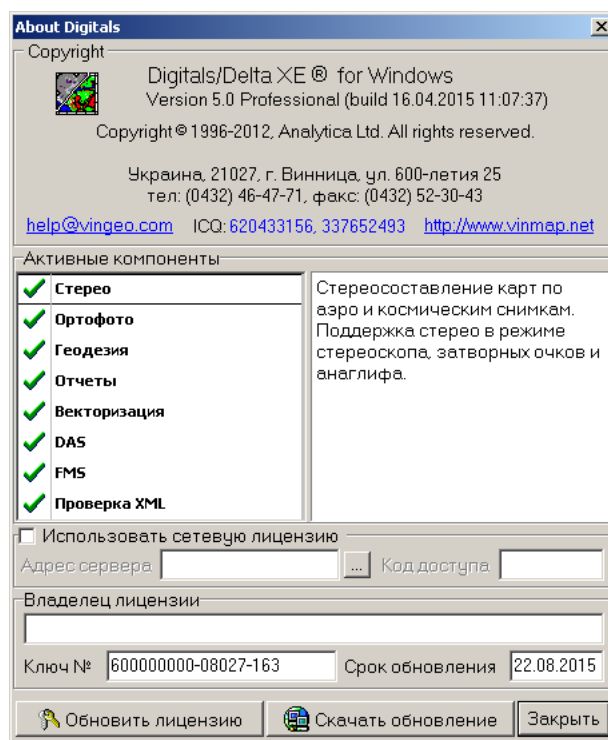 About Digitals
Copyright
Digitals/Delta XE ® for Windows
Version 5.0 Professional (build 16.04.2015 11:07:37)
Copyright © 1996-2012, Analytica Ltd. All rights reserved.
Украина, 21027, г. Винница, ул. 600-летия 25
тел: (0432) 46-47-71, факс: (0432) 52-30-43
help@vingeo.com ICQ: 620433156, 337652493 http://www.vinmap.net
Активные компоненты
Стерео
Ортофото
Геодезия
Отчеты
Векторизация
DAS
FMS
Проверка XML
Стереосоставление карт по
аэро и космическим снимкам.
Поддержка стерео в режиме
стереоскопа, затворных очков и
анаглифа.
Использовать сетевую лицензию
Адрес сервера ... Код доступа
Владелец лицензии
Ключ № 600000000-08027-163 Срок обновления 22.08.2015
Обновить лицензию Скачать обновление Закрыть